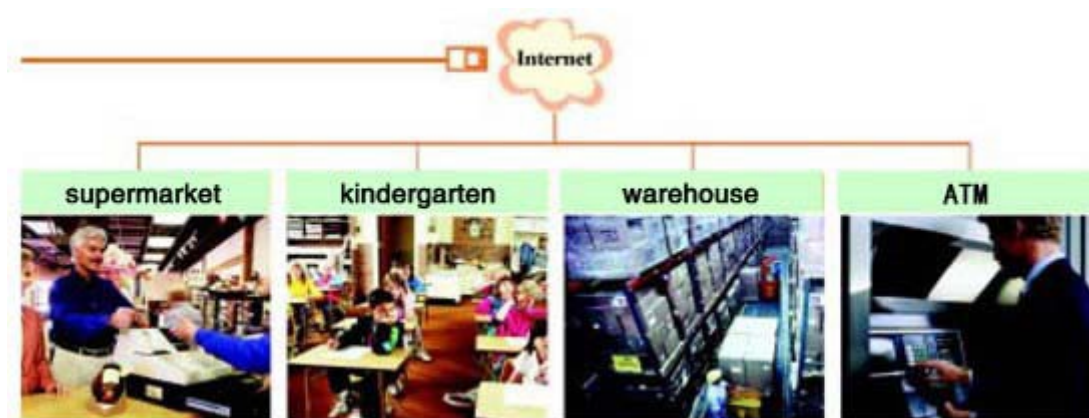 Internet
supermarket
kindergarten
warehouse
ATM